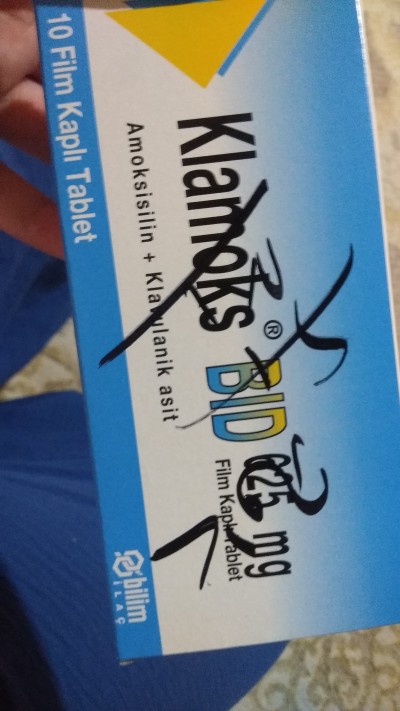 Klamoks® BID 625 mg
Film Kaplı Tablet
Amoksisilin + Klavulanik asit
10 Film Kaplı Tablet
bilim
İLAÇ